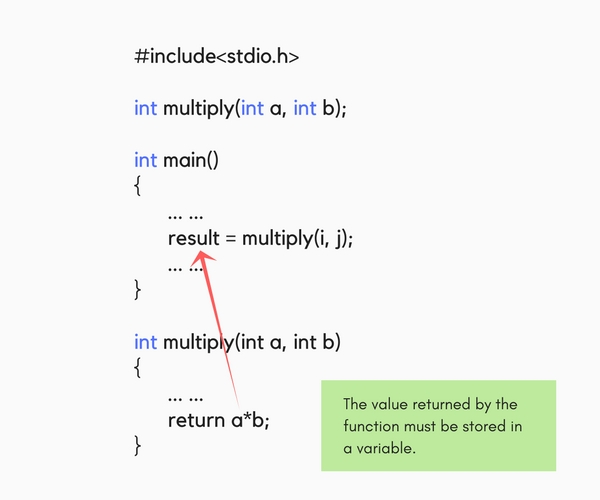 #include<stdio.h>
int multiply(int a, int b);
int main()
{
... ...
result = multiply(i, j);
... ...
}
int multiply(int a, int b)
{
... ...
return a*b;
}
The value returned by the
function must be stored in
a variable.